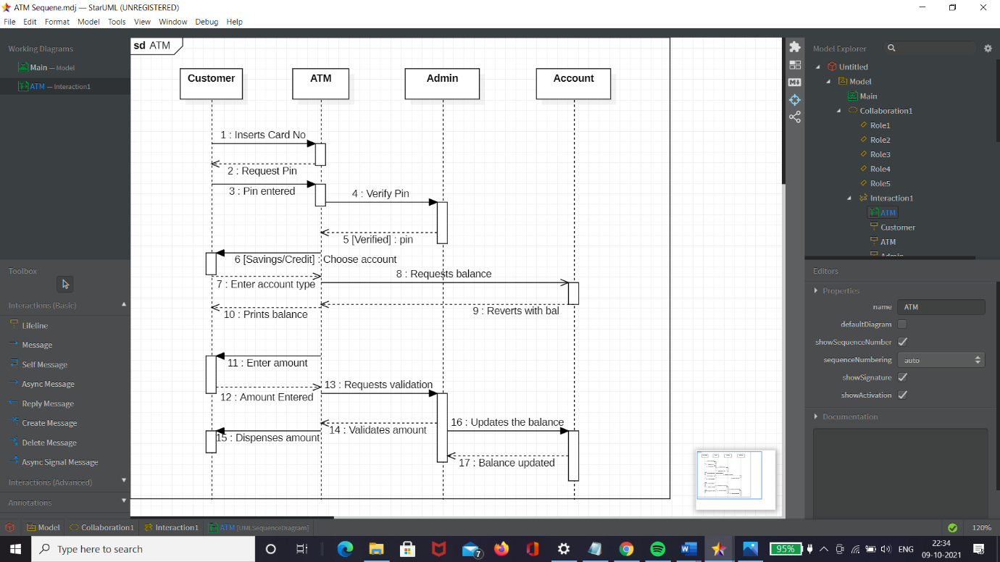 ATM Sequene.mdj — StarUML (UNREGISTERED)
File Edit Format Model Tools View Window Debug Help
Working Diagrams
Main — Model
ATM — Interaction1
Toolbox
Interactions (Basic)
Lifeline
Message
Self Message
Async Message
Reply Message
Create Message
Delete Message
Async Signal Message
Interactions (Advanced)
Annotations
sd ATM
Customer ATM Admin Account
1 : Inserts Card No
2 : Request Pin
3 : Pin entered
4 : Verify Pin
5 [Verified] : pin
6 [Savings/Credit] : Choose account
7 : Enter account type
8 : Requests balance
9 : Reverts with bal
10 : Prints balance
11 : Enter amount
12 : Amount Entered
13 : Requests validation
14 : Validates amount
15 : Dispenses amount
16 : Updates the balance
17 : Balance updated
Model Explorer
Untitled
Model
Main
Collaboration1
Role1
Role2
Role3
Role4
Role5
Interaction1
ATM
Customer
ATM
Admin
Editors
Properties
name ATM
defaultDiagram
showSequenceNumber
sequenceNumbering auto
showSignature
showActivation
Documentation
Model Collaboration1 Interaction1 ATM [UMLSequenceDiagram] 120%
Type here to search 7 95% ENG 22:34
09-10-2021